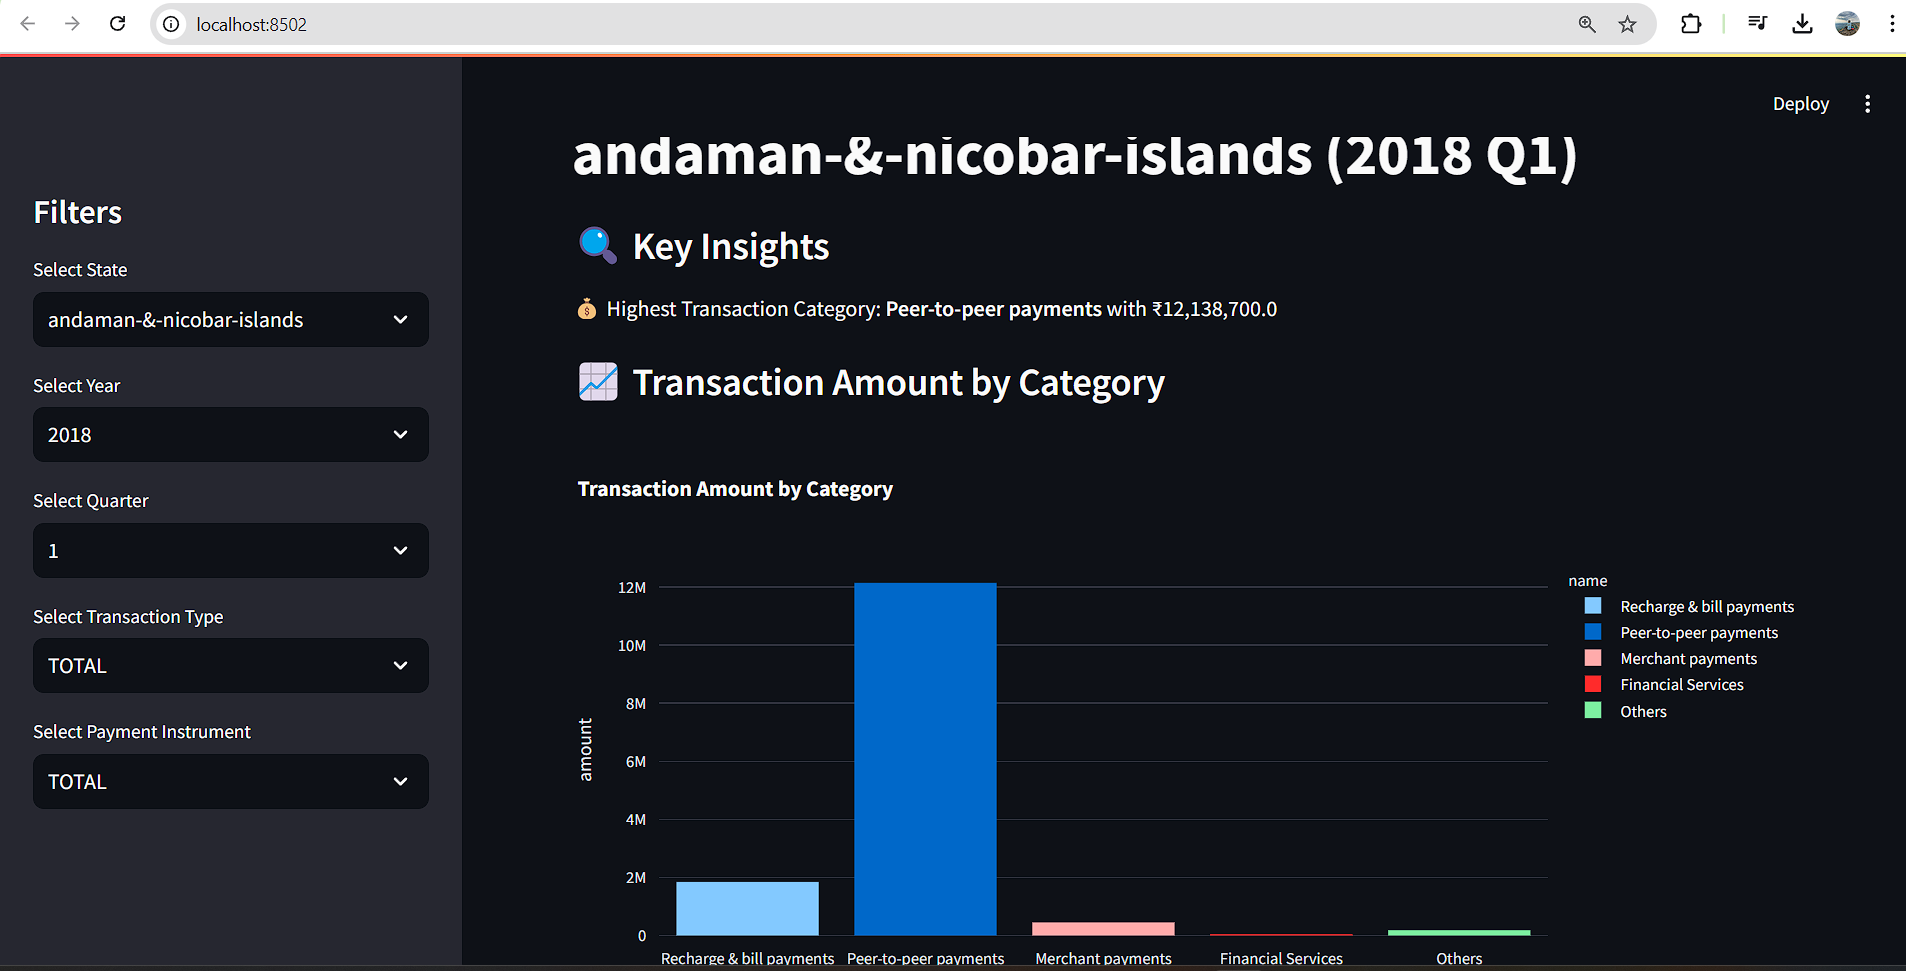 localhost:8502
Deploy
andaman-&-nicobar-islands (2018 Q1)
Filters
Select State
andaman-&-nicobar-islands
Select Year
2018
Select Quarter
1
Select Transaction Type
TOTAL
Select Payment Instrument
TOTAL
Key Insights
Highest Transaction Category: Peer-to-peer payments with ₹12,138,700.0
Transaction Amount by Category
Transaction Amount by Category
amount
12M
10M
8M
6M
4M
2M
0
Recharge & bill payments Peer-to-peer payments Merchant payments Financial Services Others
name
Recharge & bill payments
Peer-to-peer payments
Merchant payments
Financial Services
Others